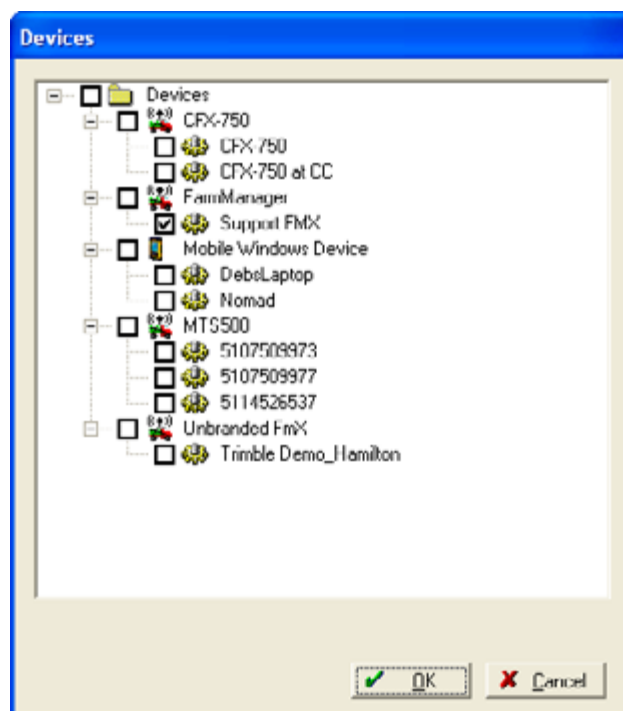 Devices
Devices
CFX-750
CFX-750
CFX-750 at CC
FarmManager
Support FMX
Mobile Windows Device
DebsLaptop
Nomad
MTS500
5107509973
5107509977
5114526537
Unbranded FmX
Trimble Demo_Hamilton
OK
Cancel